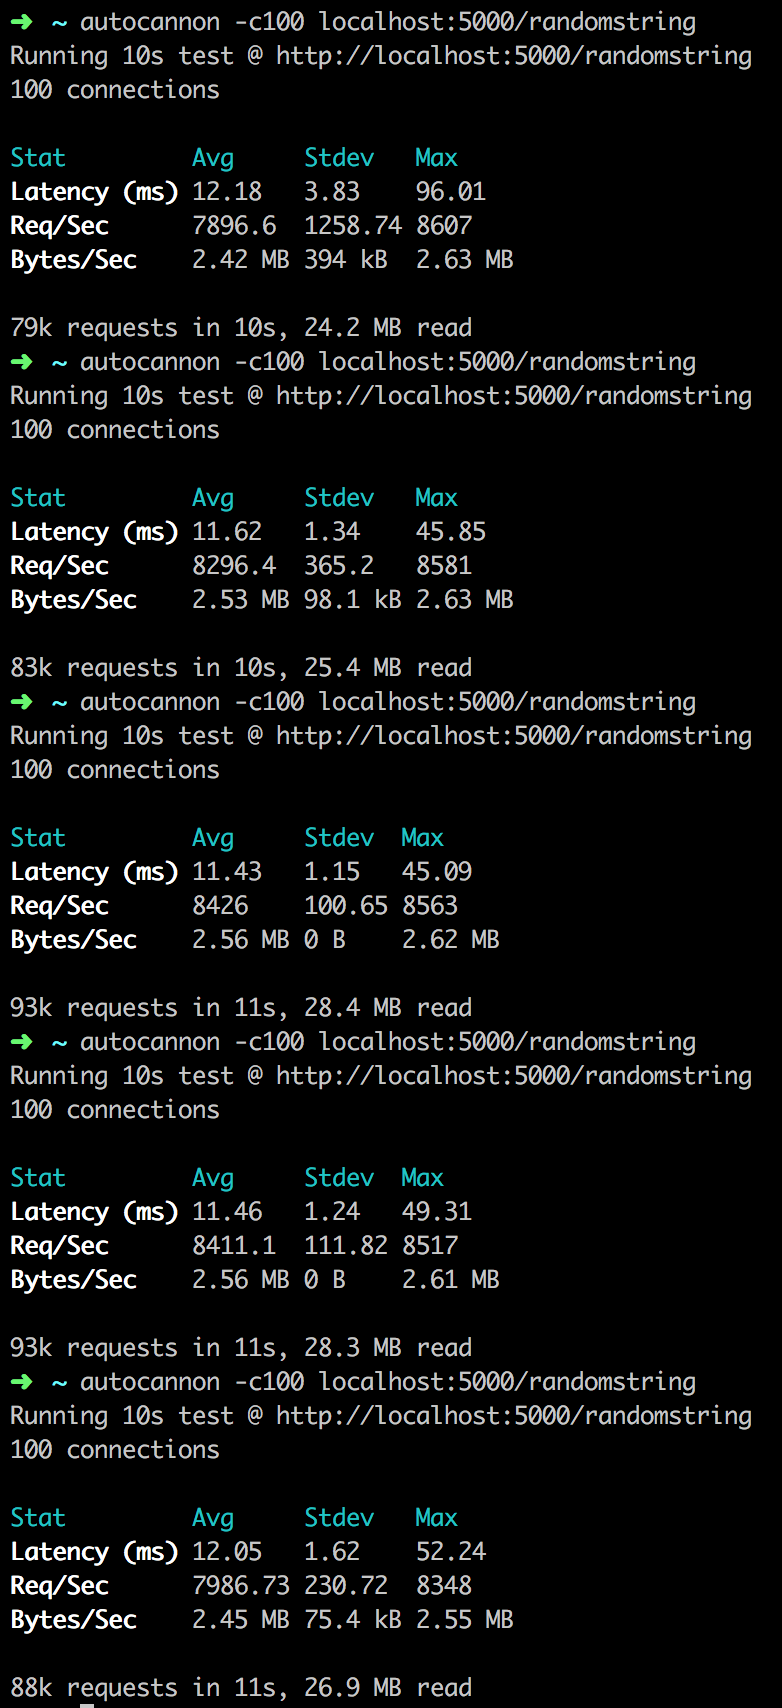 ➜ ~ autocannon -c100 localhost:5000/randomstring
Running 10s test @ http://localhost:5000/randomstring
100 connections
Stat Avg Stdev Max
Latency (ms) 12.18 3.83 96.01
Req/Sec 7896.6 1258.74 8607
Bytes/Sec 2.42 MB 394 kB 2.63 MB
79k requests in 10s, 24.2 MB read
➜ ~ autocannon -c100 localhost:5000/randomstring
Running 10s test @ http://localhost:5000/randomstring
100 connections
Stat Avg Stdev Max
Latency (ms) 11.62 1.34 45.85
Req/Sec 8296.4 365.2 8581
Bytes/Sec 2.53 MB 98.1 kB 2.63 MB
83k requests in 10s, 25.4 MB read
➜ ~ autocannon -c100 localhost:5000/randomstring
Running 10s test @ http://localhost:5000/randomstring
100 connections
Stat Avg Stdev Max
Latency (ms) 11.43 1.15 45.09
Req/Sec 8426 100.65 8563
Bytes/Sec 2.56 MB 0 B 2.62 MB
93k requests in 11s, 28.4 MB read
➜ ~ autocannon -c100 localhost:5000/randomstring
Running 10s test @ http://localhost:5000/randomstring
100 connections
Stat Avg Stdev Max
Latency (ms) 11.46 1.24 49.31
Req/Sec 8411.1 111.82 8517
Bytes/Sec 2.56 MB 0 B 2.61 MB
93k requests in 11s, 28.3 MB read
➜ ~ autocannon -c100 localhost:5000/randomstring
Running 10s test @ http://localhost:5000/randomstring
100 connections
Stat Avg Stdev Max
Latency (ms) 12.05 1.62 52.24
Req/Sec 7986.73 230.72 8348
Bytes/Sec 2.45 MB 75.4 kB 2.55 MB
88k requests in 11s, 26.9 MB read